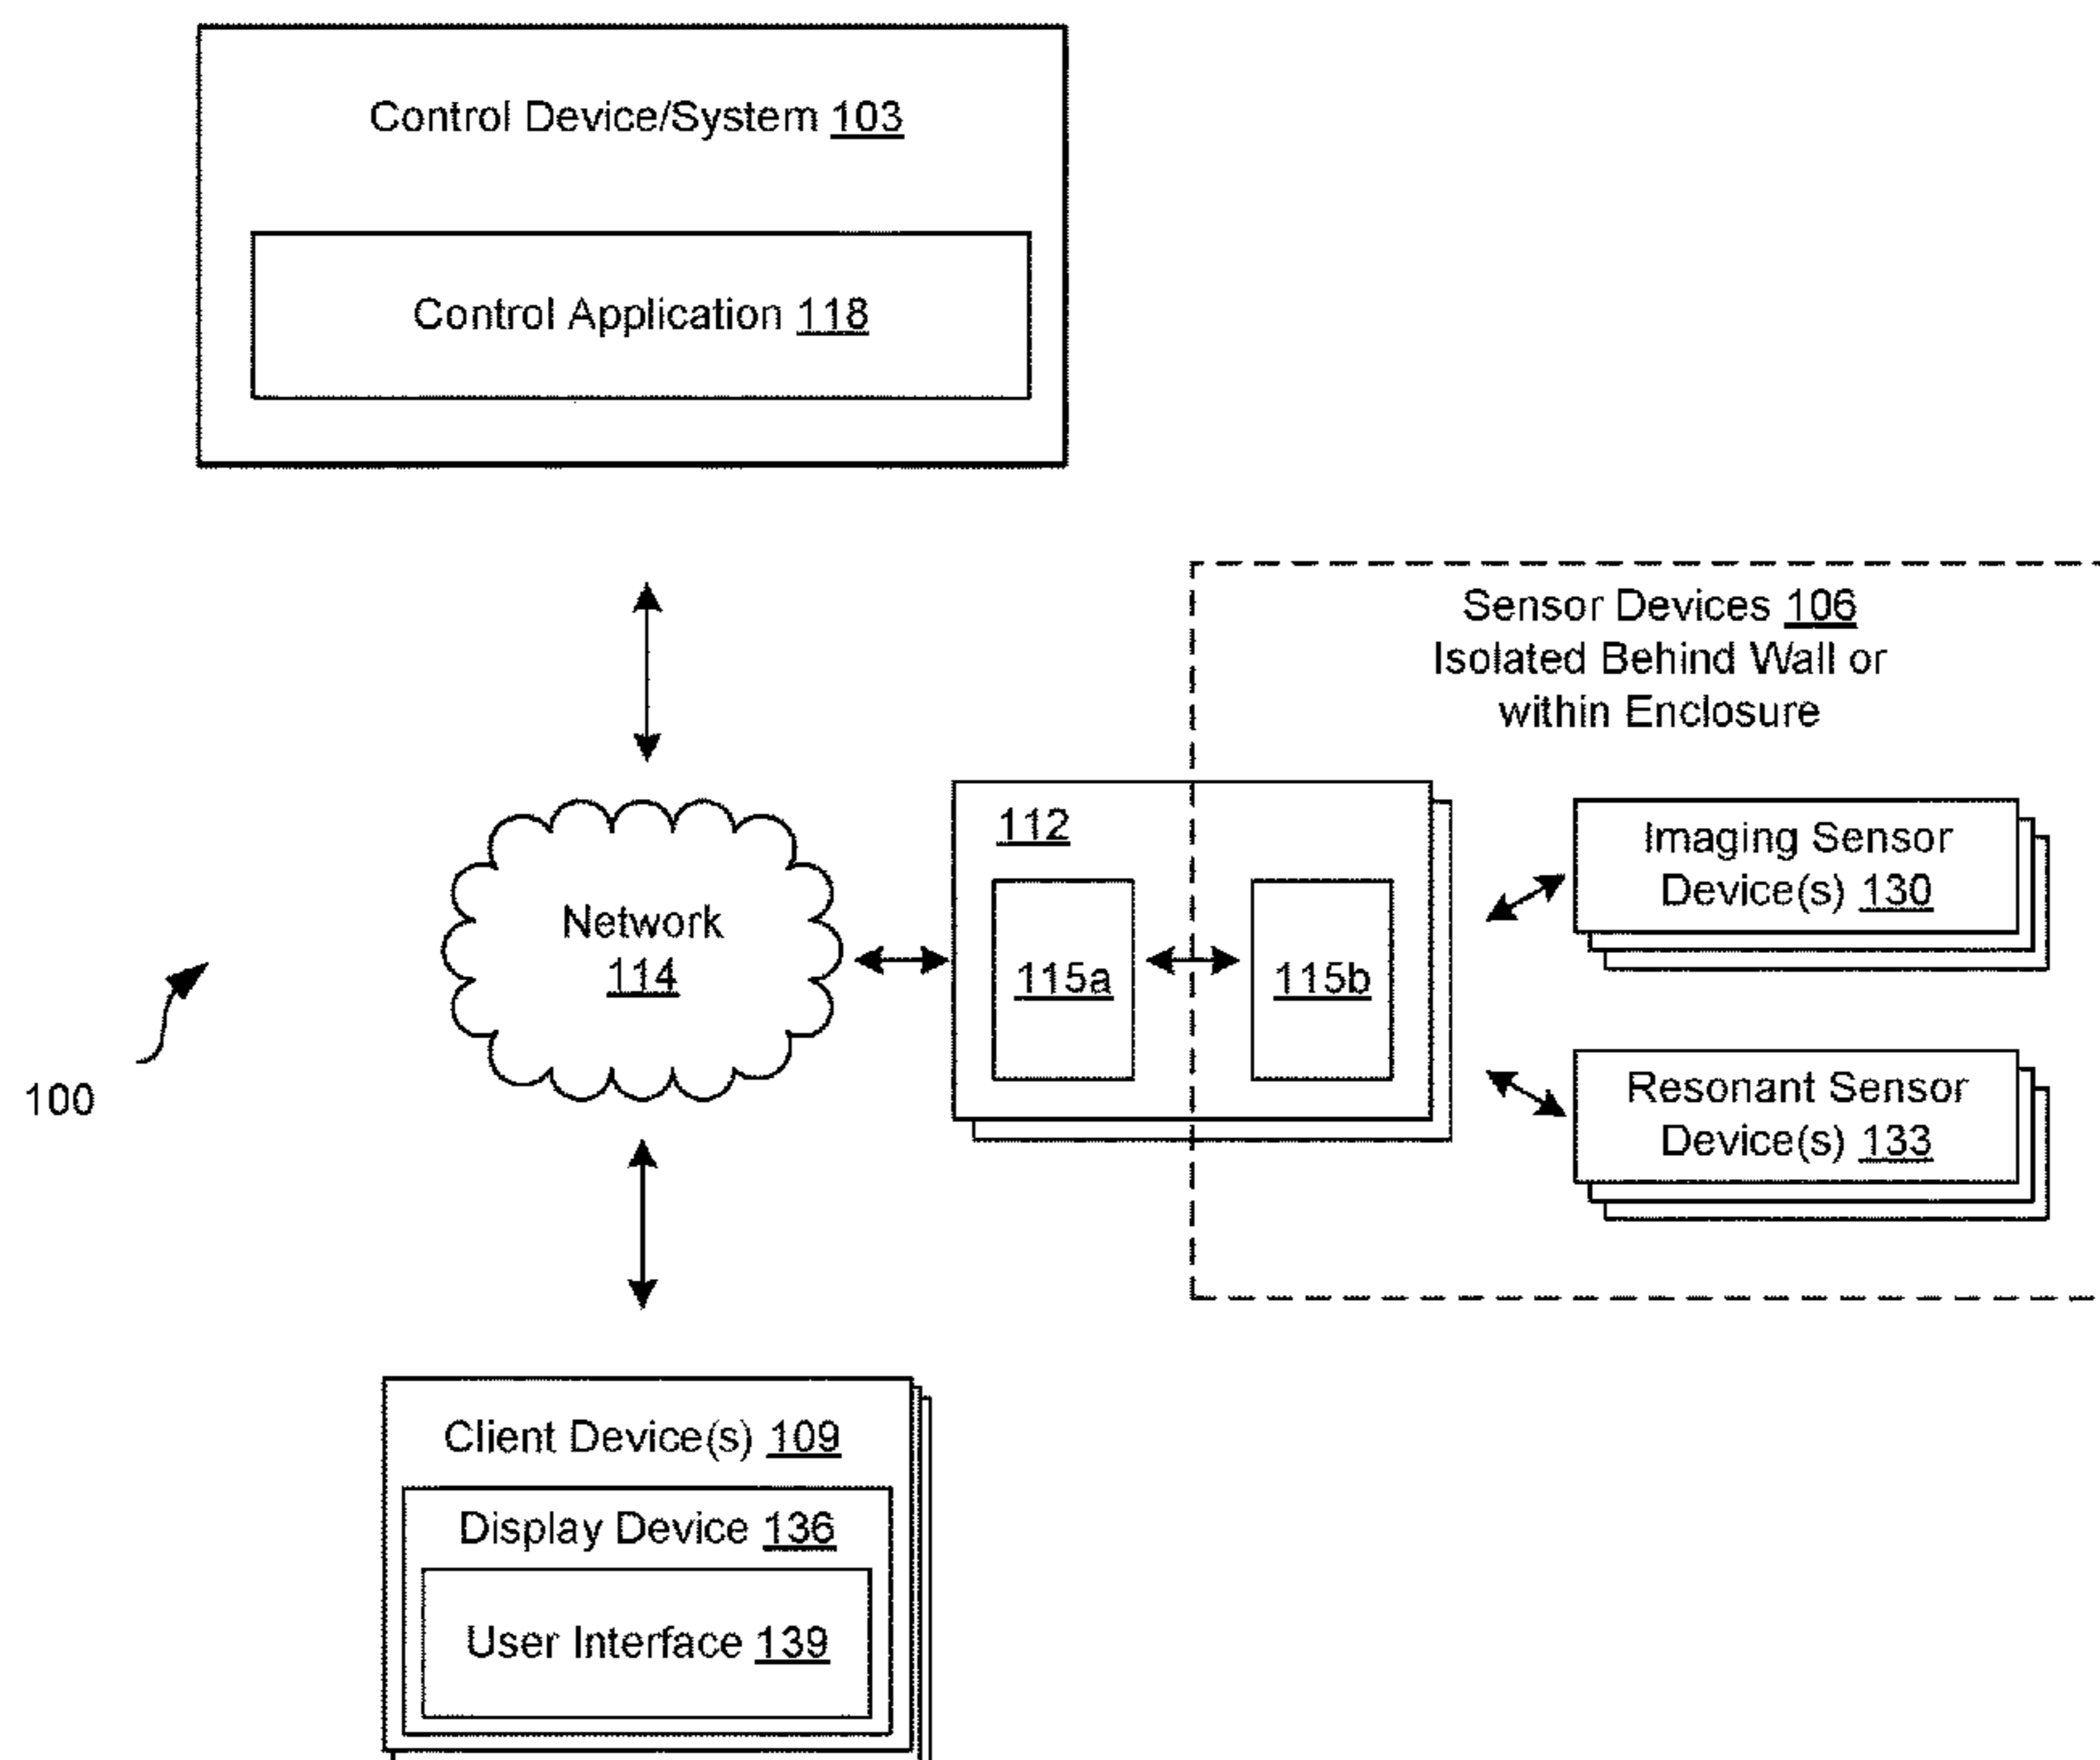 Control Device/System 103
Control Application 118
Sensor Devices 106
Isolated Behind Wall or
within Enclosure
112
Imaging Sensor
Device(s) 130
Network
114
115a
115b
100
Resonant Sensor
Device(s) 133
Client Device(s) 109
Display Device 136
User Interface 139